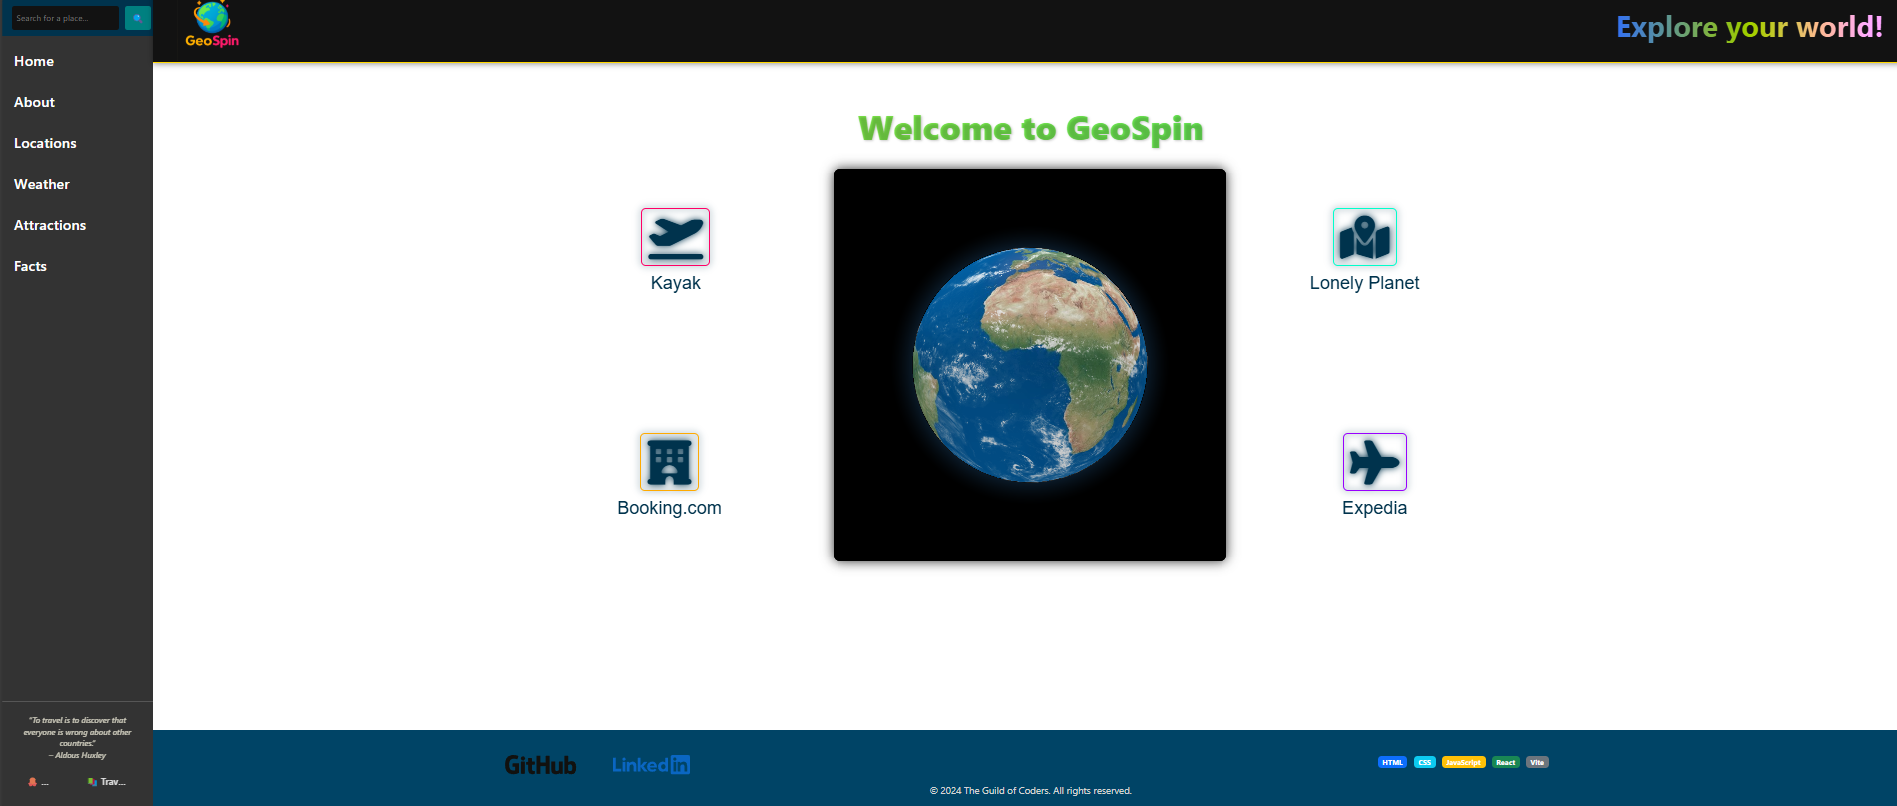 Search for a place...
GeoSpin
Explore your world!
Home
About
Locations
Weather
Attractions
Facts
Welcome to GeoSpin
Kayak
Lonely Planet
Booking.com
Expedia
"To travel is to discover that
everyone is wrong about other
countries."
– Aldous Huxley
...
Trav...
GitHub
Linkedin
HTML CSS JavaScript React Vite
© 2024 The Guild of Coders. All rights reserved.